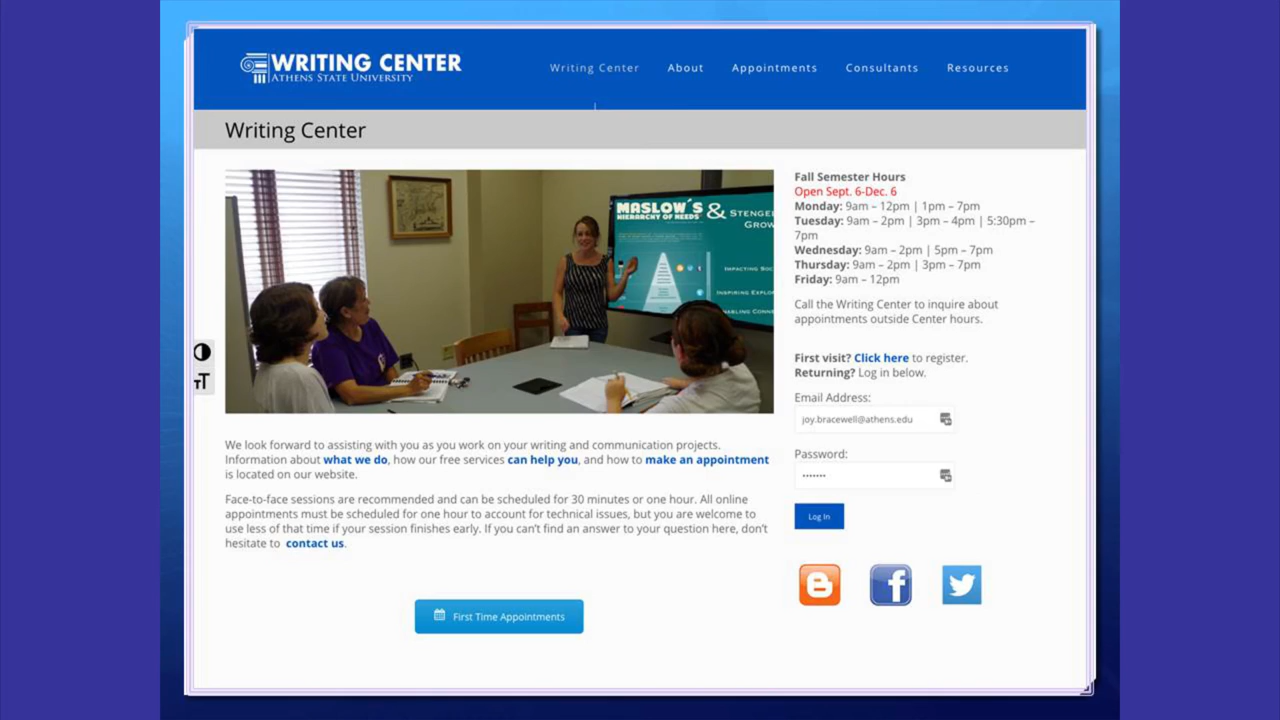 WRITING CENTER
ATHENS STATE UNIVERSITY
Writing Center
About
Appointments
Consultants
Resources
Writing Center
MASLOW'S
HIERARCHY OF NEEDS
&
STENGE
GROW
IMPACTING SOC
INSPIRING EXPLO
ENABLING CONNE
We look forward to assisting with you as you work on your writing and communication projects.
Information about what we do, how our free services can help you, and how to make an appointment
is located on our website.
Face-to-face sessions are recommended and can be scheduled for 30 minutes or one hour. All online
appointments must be scheduled for one hour to account for technical issues, but you are welcome to
use less of that time if your session finishes early. If you can't find an answer to your question here, don't
hesitate to contact us.
First Time Appointments
Fall Semester Hours
Open Sept. 6-Dec. 6
Monday: 9am – 12pm | 1pm – 7pm
Tuesday: 9am – 2pm | 3pm – 4pm | 5:30pm –
7pm
Wednesday: 9am – 2pm | 5pm – 7pm
Thursday: 9am – 2pm | 3pm – 7pm
Friday: 9am – 12pm
Call the Writing Center to inquire about
appointments outside Center hours.
First visit? Click here to register.
Returning? Log in below.
Email Address:
joy.bracewell@athens.edu
Password:
•••••••
Log In